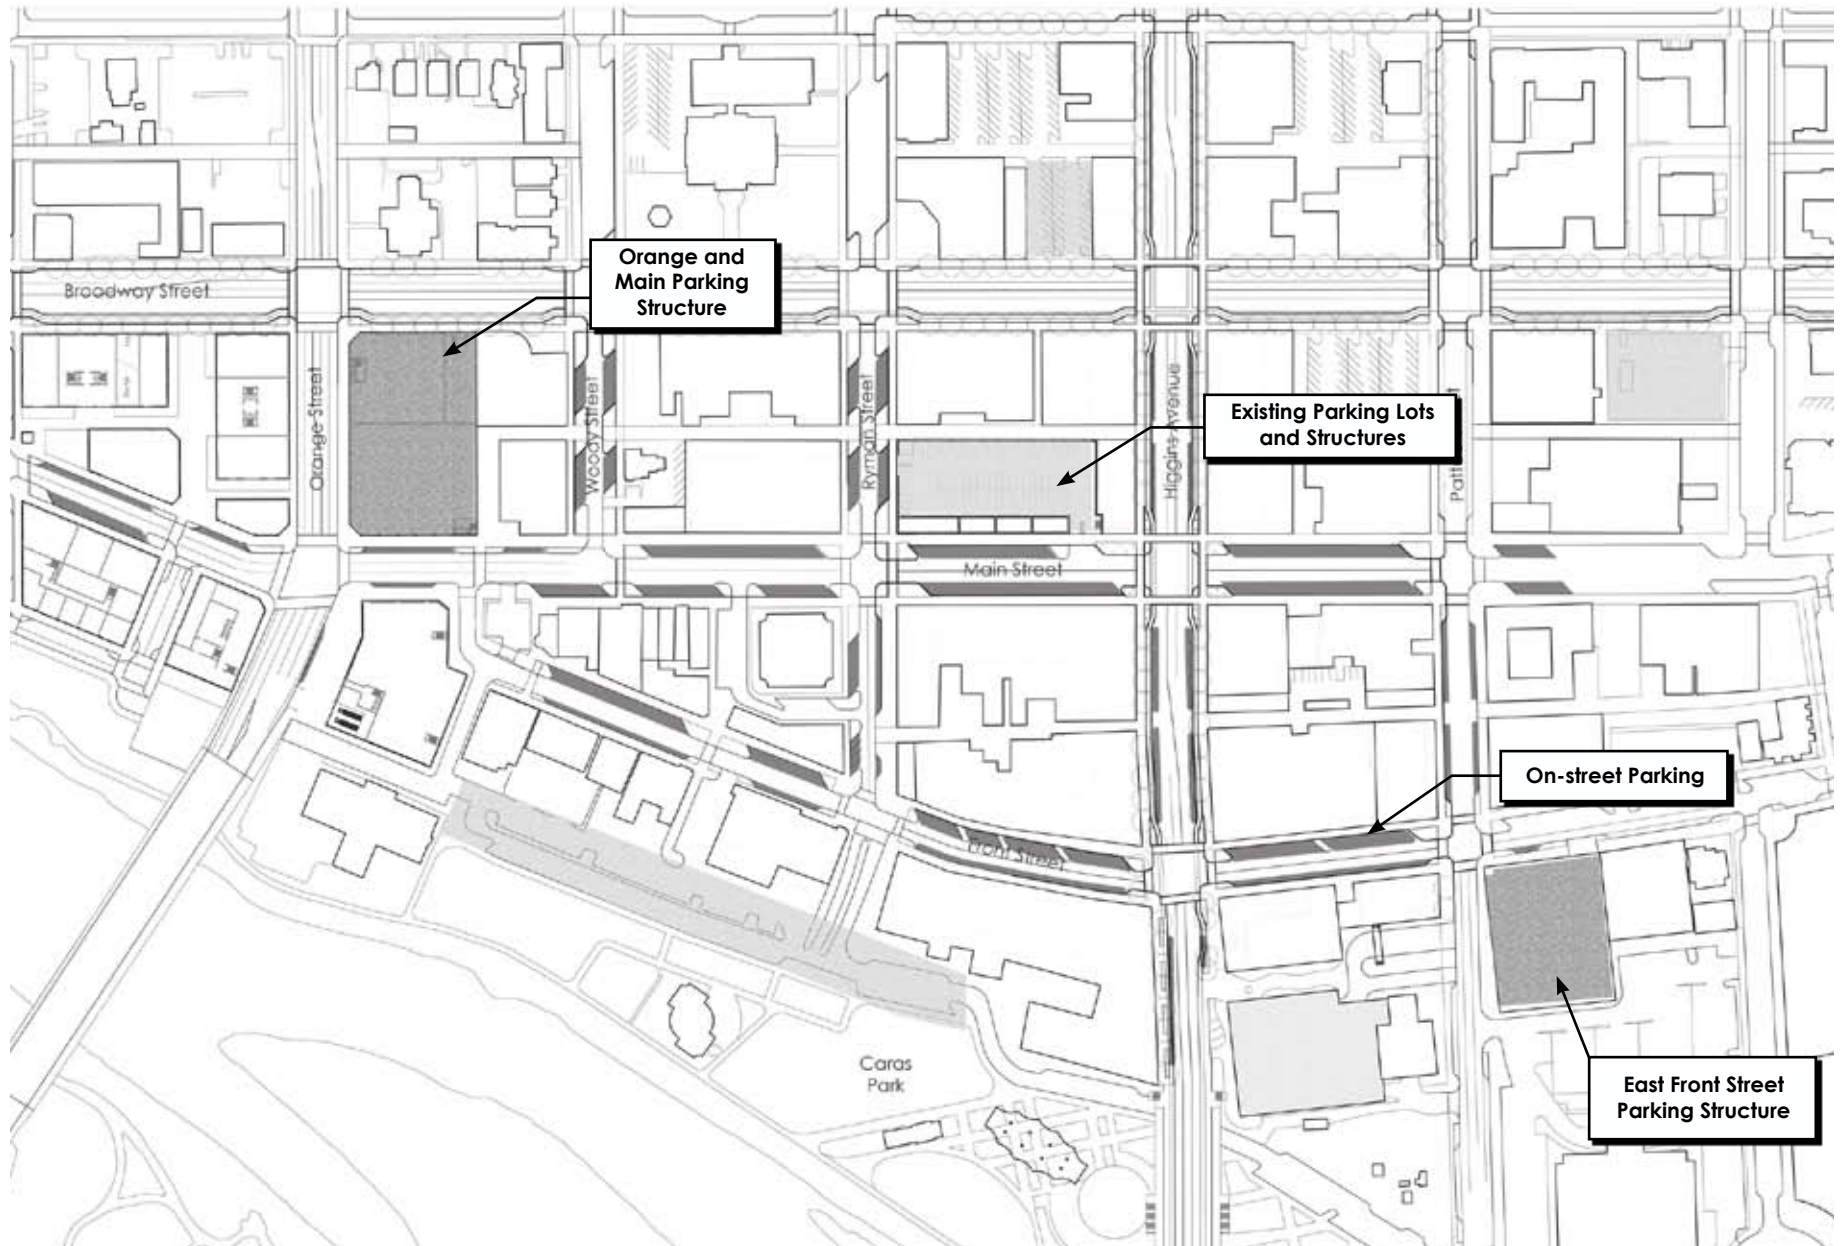 Orange and
Main Parking
Structure
Broadway Street
Orange Street
Woody Street
Ryman Street
Higgins Avenue
Existing Parking Lots
and Structures
Patt
Main Street
On-street Parking
Front Street
Caras
Park
East Front Street
Parking Structure